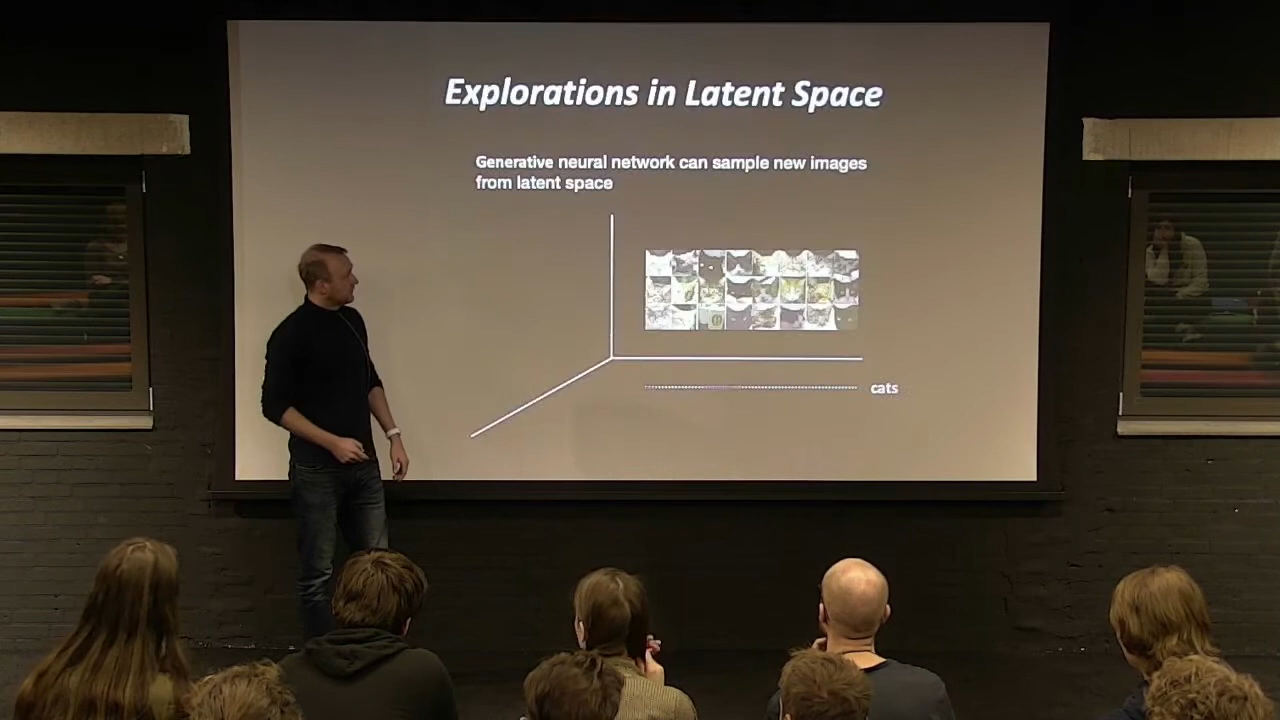 Explorations in Latent Space
Generative neural network can sample new images
from latent space
cats